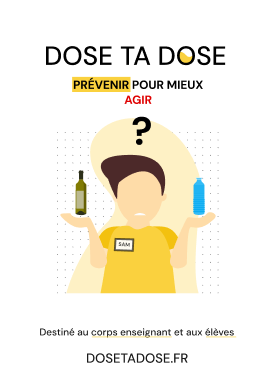 DOSE TA DOSE
PRÉVENIR POUR MIEUX
AGIR
?
SAM
Destiné au corps enseignant et aux élèves
DOSETADOSE.FR